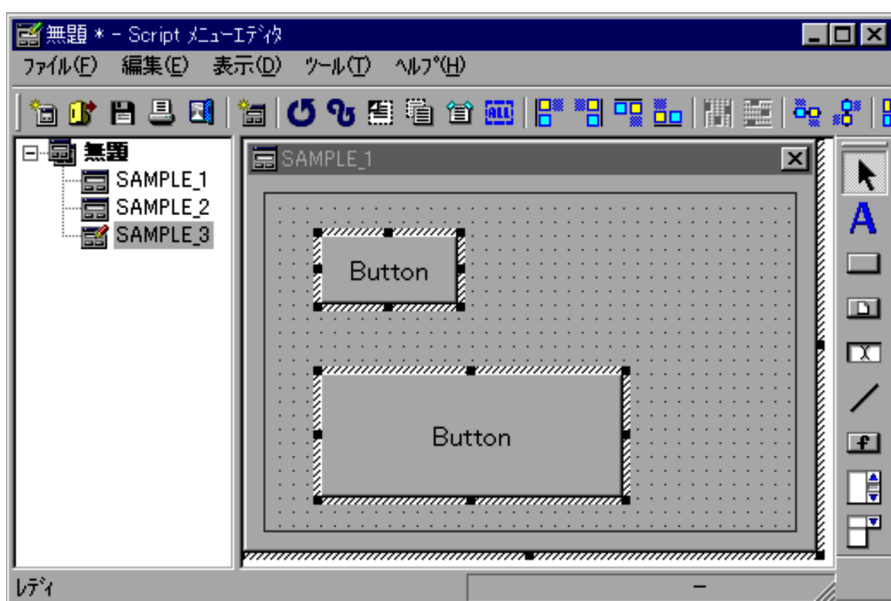 無題 * - Script ﾒﾆｭｰｴﾃﾞｨﾀ
ﾌｧｲﾙ(F) 編集(E) 表示(D) ﾂｰﾙ(T) ﾍﾙﾌﾟ(H)
ALL
無題
SAMPLE_1
SAMPLE_2
SAMPLE_3
SAMPLE_1
Button
Button
A
f
ﾚﾃﾞｨ